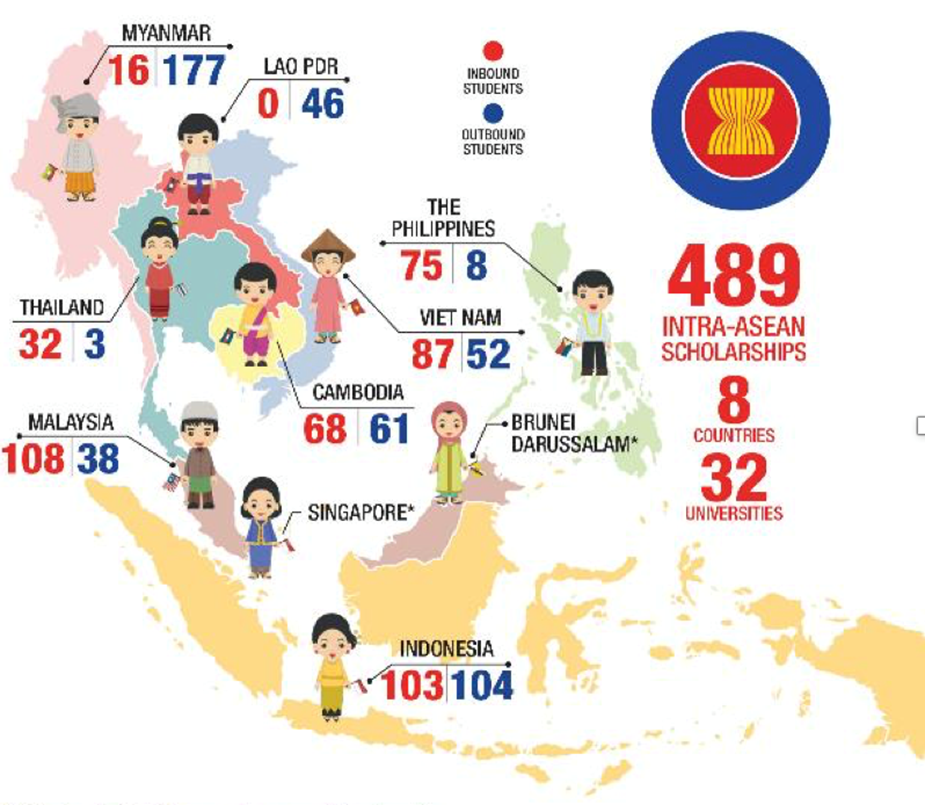 MYANMAR
16 177
LAO PDR
0 46
INBOUND
STUDENTS
OUTBOUND
STUDENTS
THE
PHILIPPINES
75 8
THAILAND
32 3
VIET NAM
87 52
CAMBODIA
68 61
MALAYSIA
108 38
BRUNEI
DARUSSALAM*
SINGAPORE*
INDONESIA
103 104
489
INTRA-ASEAN
SCHOLARSHIPS
8
COUNTRIES
32
UNIVERSITIES